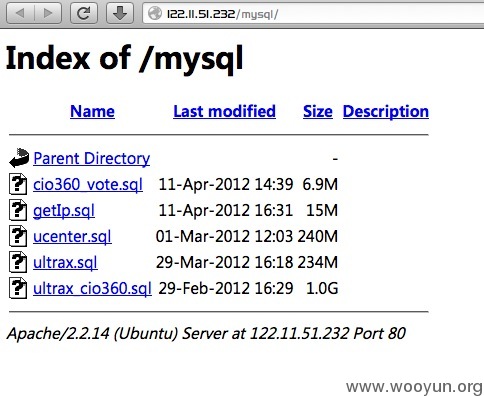 122.11.51.232/mysql/
Index of /mysql
Name Last modified Size Description
Parent Directory -
cio360_vote.sql 11-Apr-2012 14:39 6.9M
getIp.sql 11-Apr-2012 16:31 15M
ucenter.sql 01-Mar-2012 12:03 240M
ultrax.sql 29-Mar-2012 16:18 234M
ultrax_cio360.sql 29-Feb-2012 16:29 1.0G
Apache/2.2.14 (Ubuntu) Server at 122.11.51.232 Port 80
www.wooyun.org